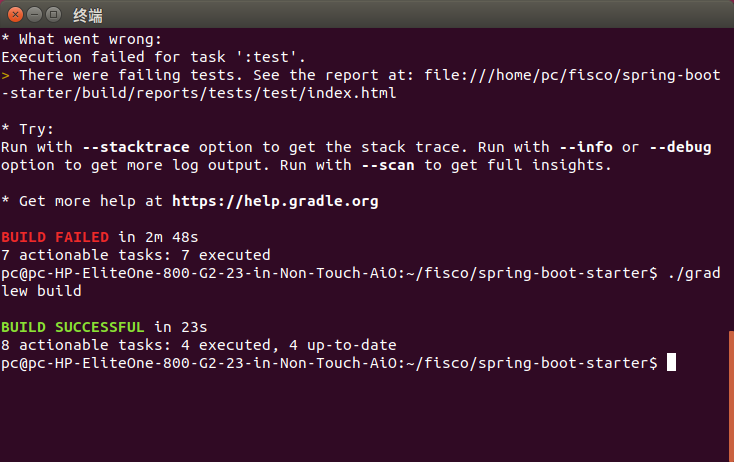 终端
* What went wrong:
Execution failed for task ':test'.
> There were failing tests. See the report at: file:///home/pc/fisco/spring-boot
-starter/build/reports/tests/test/index.html
* Try:
Run with --stacktrace option to get the stack trace. Run with --info or --debug
option to get more log output. Run with --scan to get full insights.
* Get more help at https://help.gradle.org
BUILD FAILED in 2m 48s
7 actionable tasks: 7 executed
pc@pc-HP-EliteOne-800-G2-23-in-Non-Touch-AiO:~/fisco/spring-boot-starter$ ./grad
lew build
BUILD SUCCESSFUL in 23s
8 actionable tasks: 4 executed, 4 up-to-date
pc@pc-HP-EliteOne-800-G2-23-in-Non-Touch-AiO:~/fisco/spring-boot-starter$